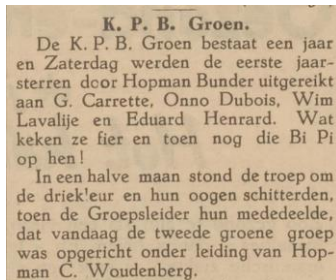 K. P. B. Groen.
De K. P. B. Groen bestaat een jaar
en Zaterdag werden de eerste jaar-
sterren door Hopman Bunder uitgereikt
aan G. Carrette, Onno Dubois, Wim
Lavalije en Eduard Henrard. Wat
keken ze fier en toen nog die Bi Pi
op hen!
In een halve maan stond de troep om
de driek'eur en hun oogen schitterden,
toen de Groepsleider hun mededeelde,
dat vandaag de tweede groene groep
was opgericht onder leiding van Hop-
man C. Woudenberg.